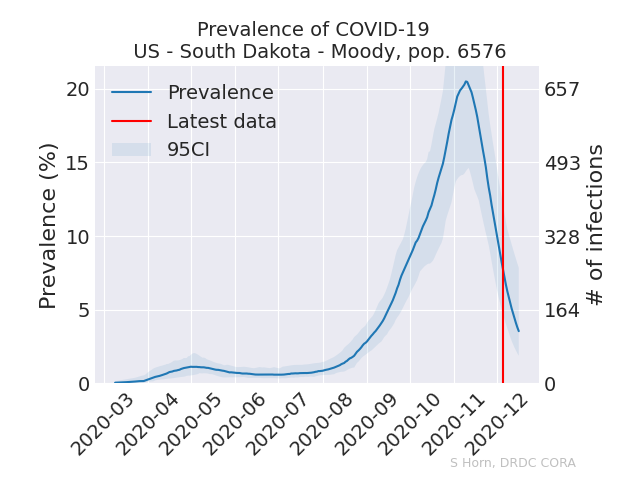 Prevalence of COVID-19
US - South Dakota - Moody, pop. 6576
Prevalence
Latest data
95CI
Prevalence (%)
20
15
10
5
0
657
493
328
164
0
# of infections
2020-03
2020-04
2020-05
2020-06
2020-07
2020-08
2020-09
2020-10
2020-11
2020-12
S Horn, DRDC CORA